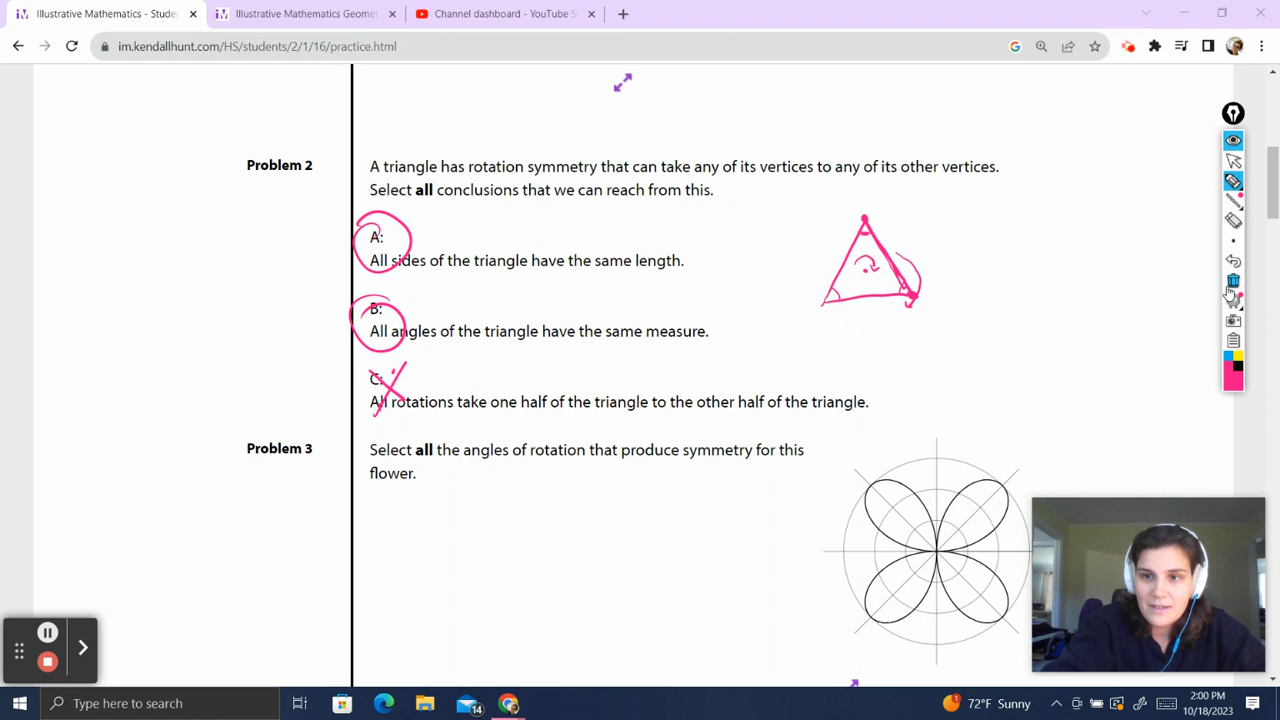 Illustrative Mathematics - Studen
Illustrative Mathematics Geomet
Channel dashboard - YouTube S
im.kendallhunt.com/HS/students/2/1/16/practice.html
Problem 2
A triangle has rotation symmetry that can take any of its vertices to any of its other vertices.
Select all conclusions that we can reach from this.
A:
All sides of the triangle have the same length.
B:
All angles of the triangle have the same measure.
C:
All rotations take one half of the triangle to the other half of the triangle.
Problem 3
Select all the angles of rotation that produce symmetry for this
flower.
Type here to search
14
72°F Sunny
2:00 PM
10/18/2023